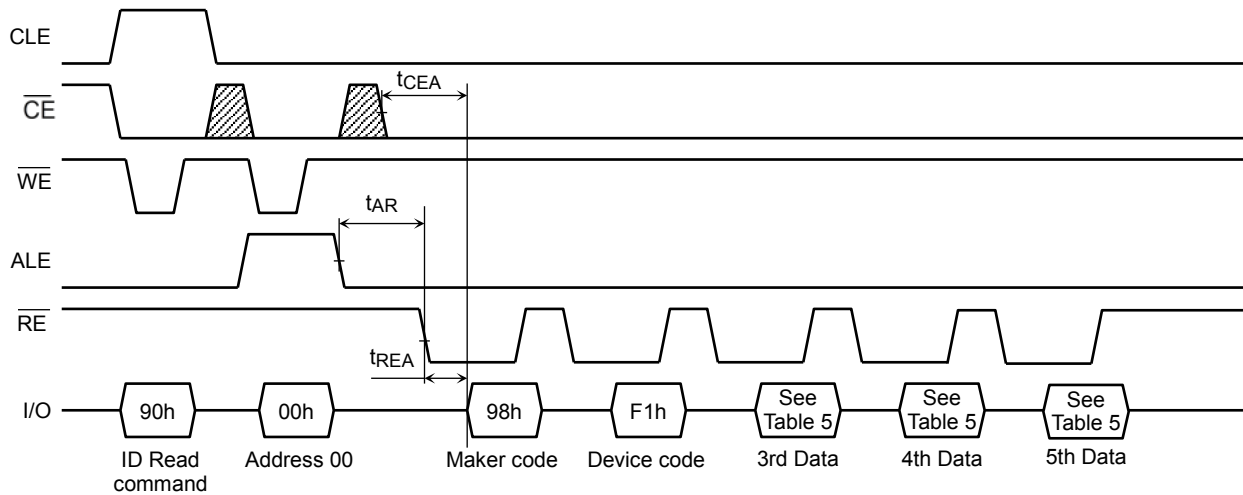 CLE
CE
tCEA
WE
tAR
ALE
RE
tREA
I/O
90h
00h
98h
F1h
See
Table 5
See
Table 5
See
Table 5
ID Read
command
Address 00
Maker code
Device code
3rd Data
4th Data
5th Data